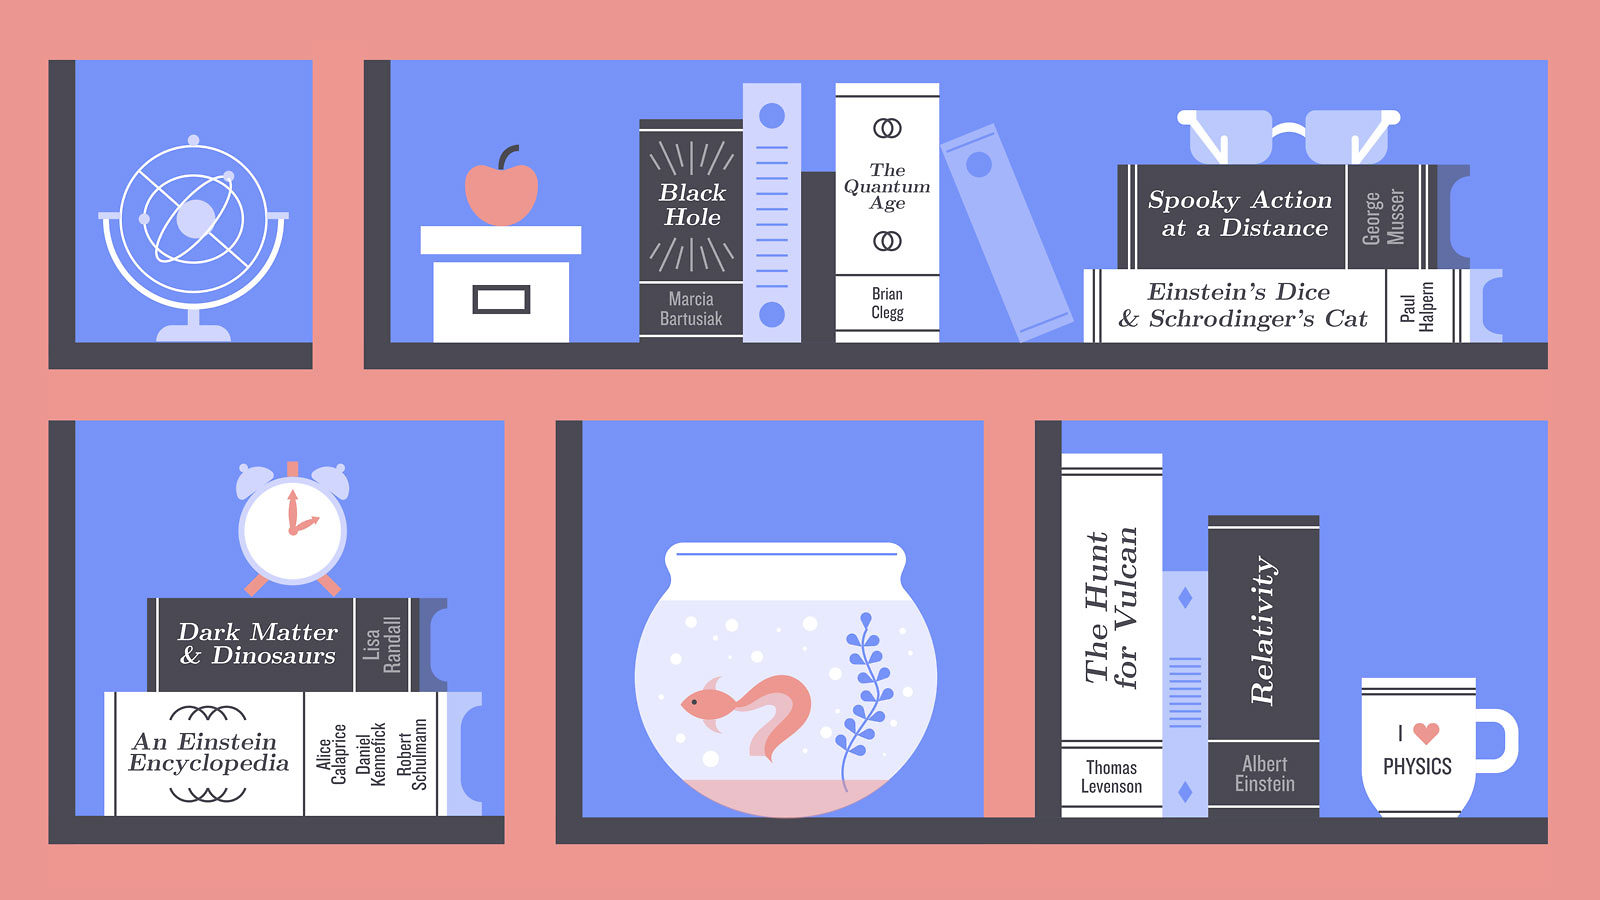 Black
Hole
Marcia
Bartusiak
The
Quantum
Age
Brian
Clegg
Spooky Action
at a Distance
George
Musser
Einstein’s Dice
& Schrodinger’s Cat
Paul
Halpern
Dark Matter
& Dinosaurs
Lisa
Randall
An Einstein
Encyclopedia
Alice
Calaprice
Daniel
Kennefick
Robert
Schulmann
The Hunt
for Vulcan
Thomas
Levenson
Relativity
Albert
Einstein
I
PHYSICS